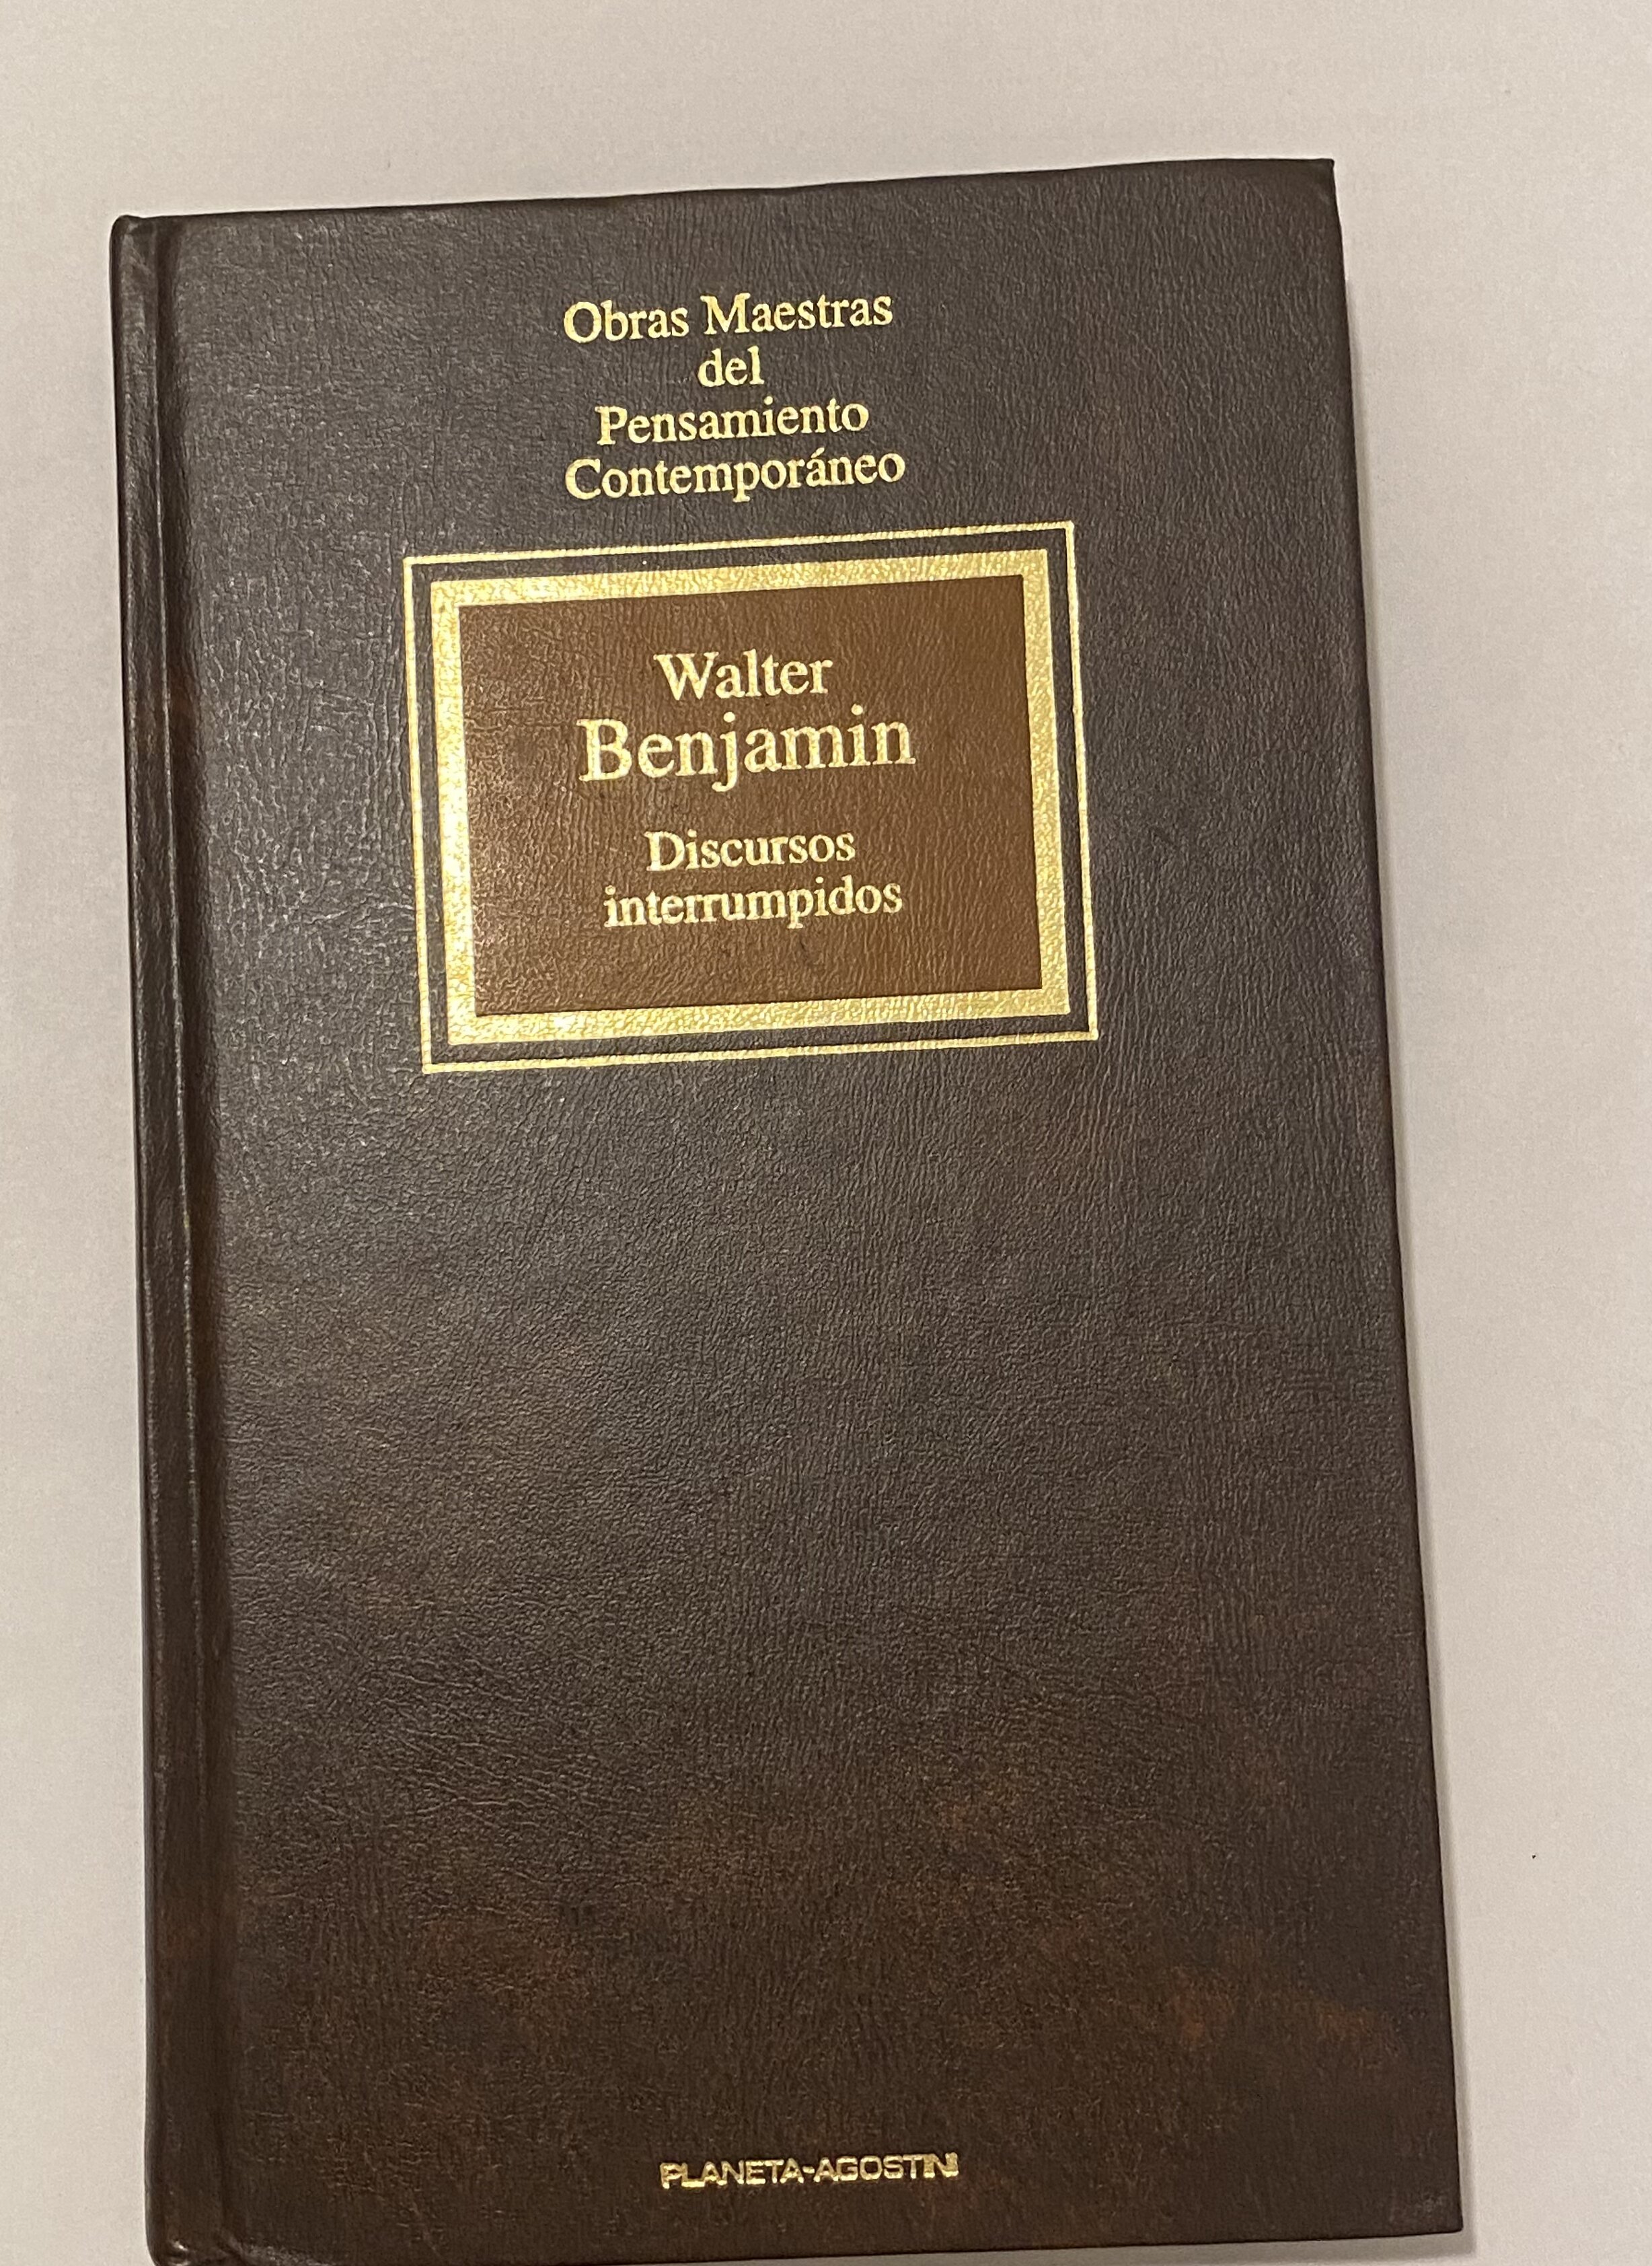 Obras Maestras
del
Pensamiento
Contemporáneo
Walter
Benjamin
Discursos
interrumpidos
PLANETA-AGOSTINI